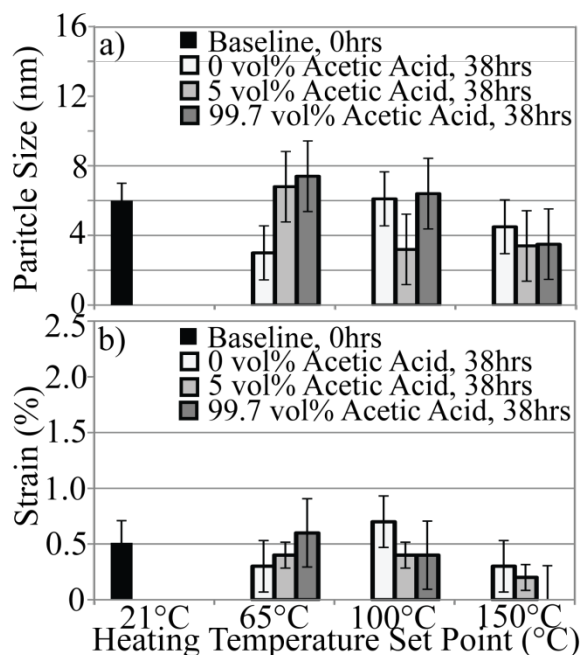 16
12
8
4
0
Paritcle Size (nm)
a)
Baseline, 0hrs
0 vol% Acetic Acid, 38hrs
5 vol% Acetic Acid, 38hrs
99.7 vol% Acetic Acid, 38hrs
2.5
2.0
1.5
1.0
0.5
0
Strain (%)
b)
Baseline, 0hrs
0 vol% Acetic Acid, 38hrs
5 vol% Acetic Acid, 38hrs
99.7 vol% Acetic Acid, 38hrs
21°C 65°C 100°C 150°C
Heating Temperature Set Point (°C)